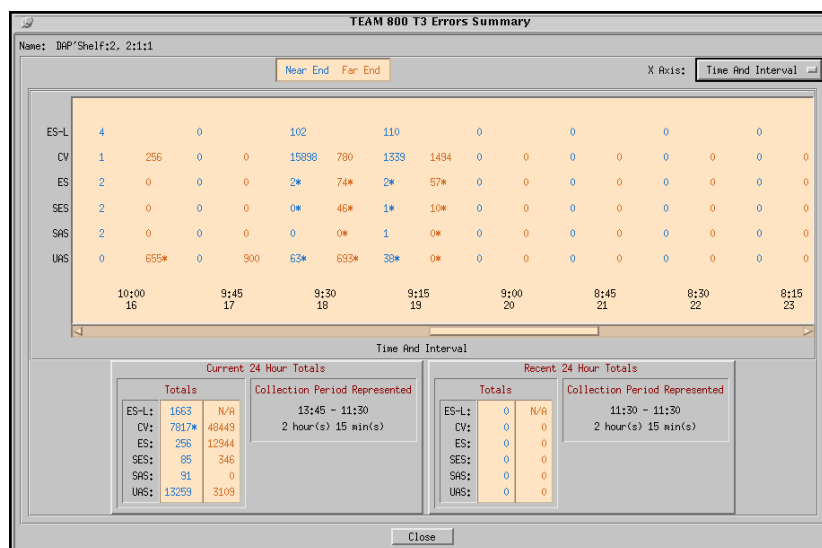 TEAM 800 T3 Errors Summary
Name: DAP'Shelf:2, 2:1:1
Near End Far End X Axis: Time And Interval
ES-L 4 0 102 110 0 0 0 0
CV 1 256 0 0 15898 780 1339 1494 0 0 0 0 0 0 0 0
ES 2 0 0 0 2* 74* 2* 57* 0 0 0 0 0 0 0 0
SES 2 0 0 0 0* 46* 1* 10* 0 0 0 0 0 0 0 0
SAS 2 0 0 0 0 0* 1 0* 0 0 0 0 0 0 0 0
UAS 0 655* 0 900 63* 693* 38* 0* 0 0 0 0 0 0 0 0
10:00 9:45 9:30 9:15 9:00 8:45 8:30 8:15
16 17 18 19 20 21 22 23
Time And Interval
Current 24 Hour Totals
Totals
ES-L: 1663 N/A
CV: 7817* 48449
ES: 256 12944
SES: 85 346
SAS: 91 0
UAS: 13259 3109
Collection Period Represented
13:45 - 11:30
2 hour(s) 15 min(s)
Recent 24 Hour Totals
Totals
ES-L: 0 N/A
CV: 0 0
ES: 0 0
SES: 0 0
SAS: 0 0
UAS: 0 0
Collection Period Represented
11:30 - 11:30
2 hour(s) 15 min(s)
Close